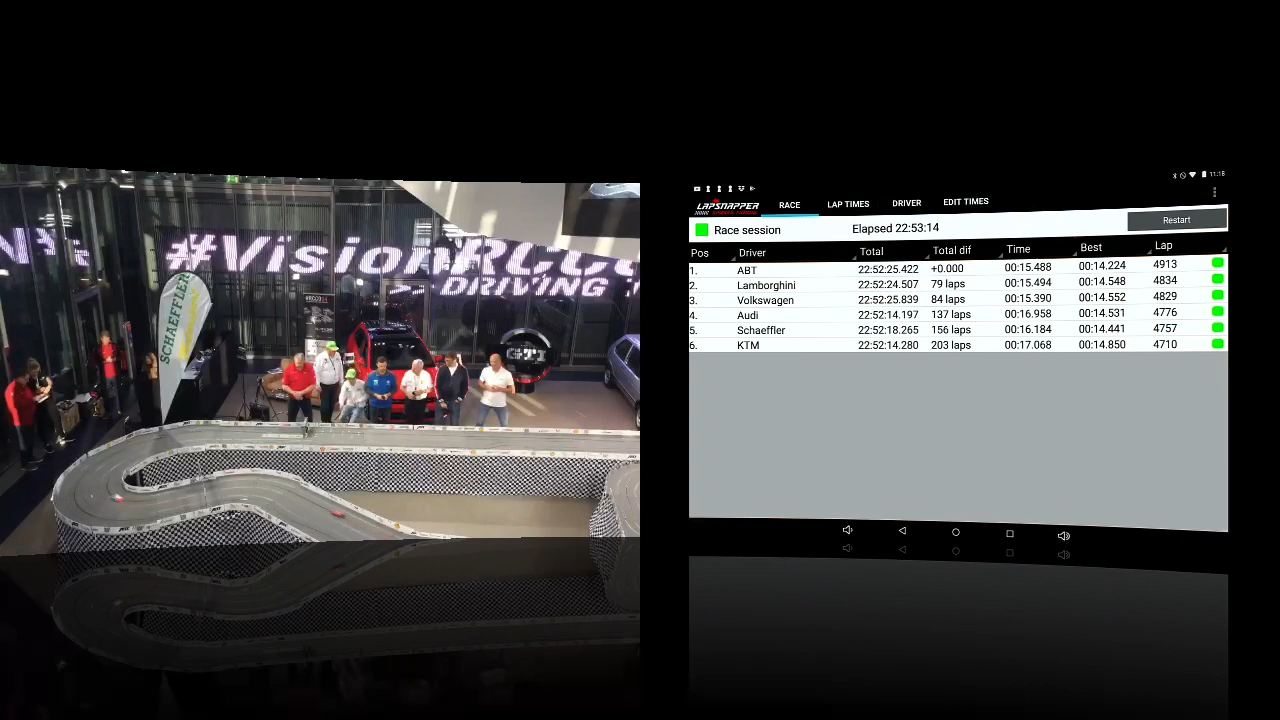 N%
#VisionRCCO
DRIVING T
SCHAEFFLER
GTI
ABT
11:18
LAPSNAPPER
RACE
LAP TIMES
DRIVER
EDIT TIMES
Race session
Elapsed 22:53:14
Restart
Pos Driver Total Total dif Time Best Lap
1. ABT 22:52:25.422 +0.000 00:15.488 00:14.224 4913
2. Lamborghini 22:52:24.507 79 laps 00:15.494 00:14.548 4834
3. Volkswagen 22:52:25.839 84 laps 00:15.390 00:14.552 4829
4. Audi 22:52:14.197 137 laps 00:16.958 00:14.531 4776
5. Schaeffler 22:52:18.265 156 laps 00:16.184 00:14.441 4757
6. KTM 22:52:14.280 203 laps 00:17.068 00:14.850 4710